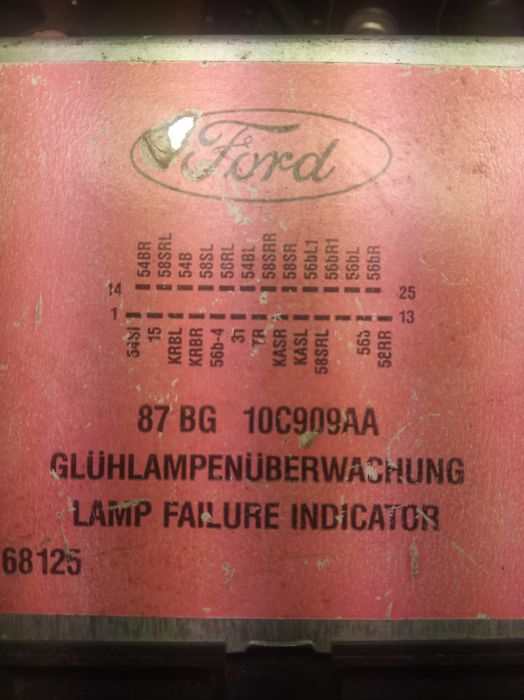 Ford
54BR 58SRL 54B 58SL 58RL 54BL 58SRR 58SR 56bL1 56bR1 56bL 56bR
14 25
1 13
54Sl 15 KRBL KRBR 56b-4 31 TR KASR KASL 58SRL 56b 58RR
87 BG 10C909AA
GLÜHLAMPENÜBERWACHUNG
LAMP FAILURE INDICATOR
68125